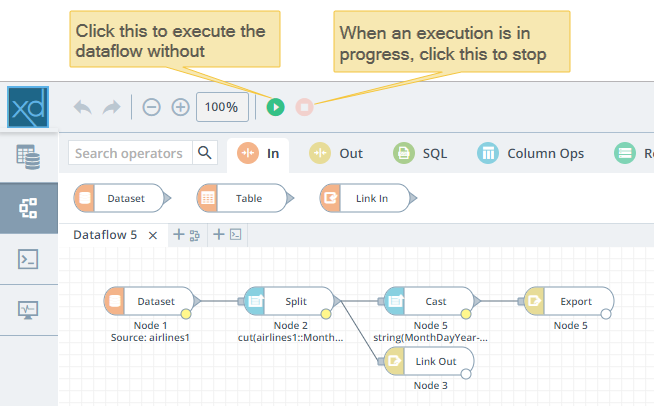 Click this to execute the
dataflow without
When an execution is in
progress, click this to stop
xd
100%
Search operators
In
Out
SQL
Column Ops
Dataset
Table
Link In
Dataflow 5
Dataset
Split
Cast
Export
Node 1
Node 2
Node 5
Node 5
Source: airlines1
cut(airlines1::Month...
string(MonthDayYear-...
Link Out
Node 3